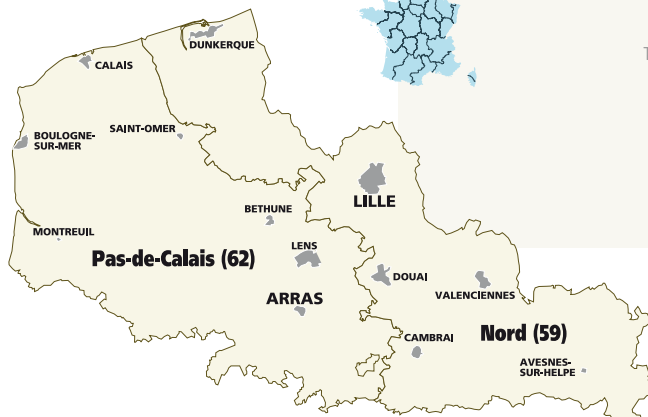 DUNKERQUE
CALAIS
T
SAINT-OMER
BOULOGNE-
SUR-MER
LILLE
BETHUNE
MONTREUIL
LENS
Pas-de-Calais (62)
DOUAI
VALENCIENNES
ARRAS
Nord (59)
CAMBRAI
AVESNES-
SUR-HELPE